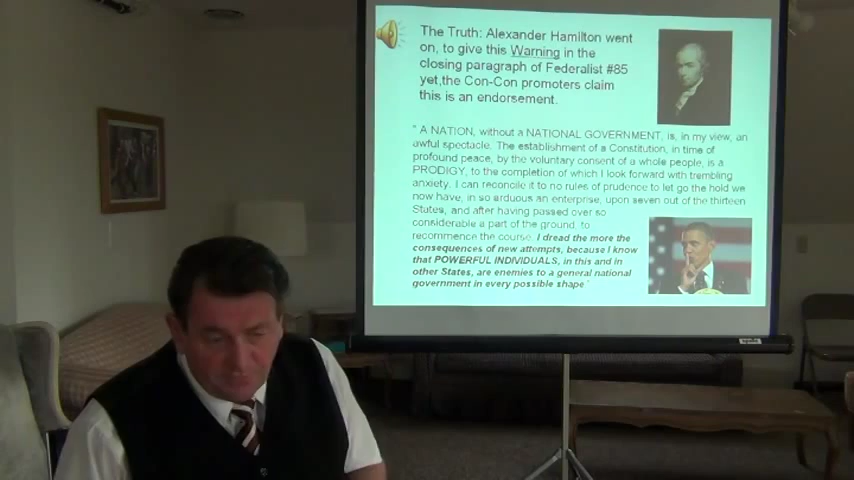 The Truth: Alexander Hamilton went
on, to give this Warning in the
closing paragraph of Federalist #85
yet,the Con-Con promoters claim
this is an endorsement.
" A NATION, without a NATIONAL GOVERNMENT, is, in my view, an
awful spectacle. The establishment of a Constitution, in time of
profound peace, by the voluntary consent of a whole people, is a
PRODIGY, to the completion of which I look forward with trembling
anxiety. I can reconcile it to no rules of prudence to let go the hold we
now have, in so arduous an enterprise, upon seven out of the thirteen
States, and after having passed over so
considerable a part of the ground, to
recommence the course. I dread the more the
consequences of new attempts, because I know
that POWERFUL INDIVIDUALS, in this and in
other States, are enemies to a general national
government in every possible shape"